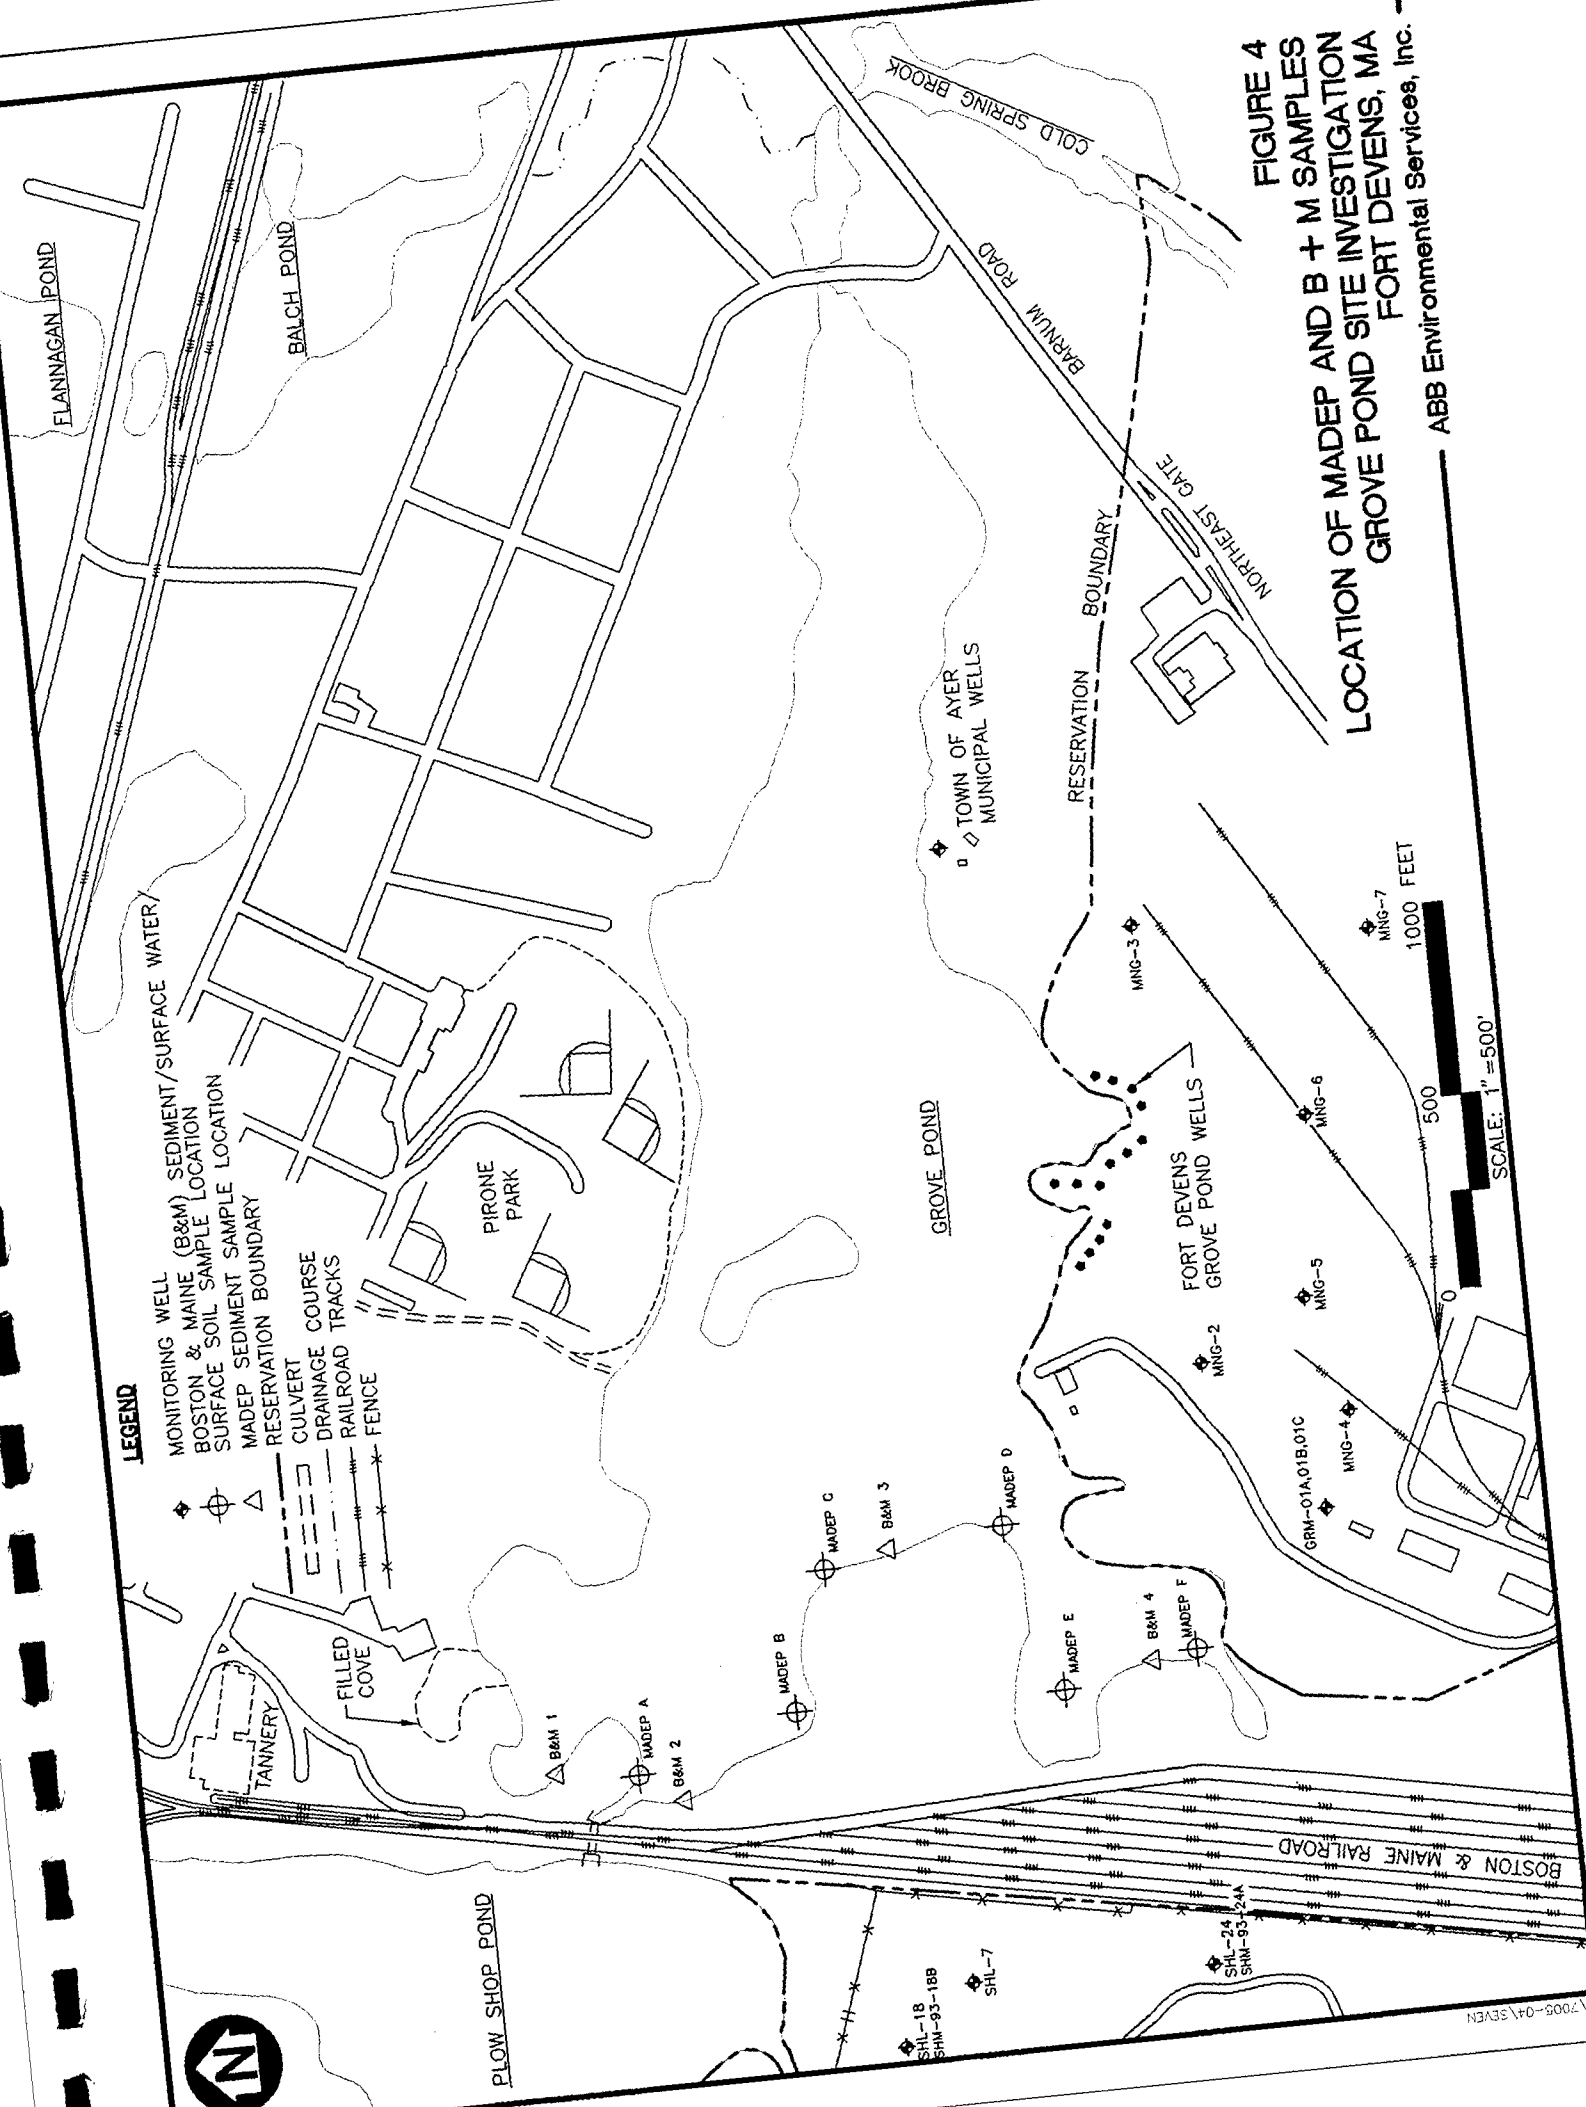 FLANNAGAN POND
BALCH POND
COLD SPRING BROOK
BARNUM ROAD
NORTHEAST GATE
RESERVATION BOUNDARY
TOWN OF AYER
MUNICIPAL WELLS
LEGEND
MONITORING WELL
BOSTON & MAINE (B&M) SEDIMENT/SURFACE WATER/
SURFACE SOIL SAMPLE LOCATION
MADEP SEDIMENT SAMPLE LOCATION
RESERVATION BOUNDARY
CULVERT
DRAINAGE COURSE
RAILROAD TRACKS
FENCE
PIRONE
PARK
GROVE POND
FORT DEVENS
GROVE POND WELLS
MNG-3
MNG-7
MNG-6
MNG-5
MNG-2
MNG-4
GRM-01A,01B,01C
FILLED
COVE
TANNERY
B&M 1
MADEP A
B&M 2
MADEP B
MADEP C
B&M 3
MADEP D
MADEP E
B&M 4
MADEP F
BOSTON & MAINE RAILROAD
PLOW SHOP POND
SHL-18
SHM-93-18B
SHL-7
SHL-24
SHM-93-24A
N
0
500
1000 FEET
SCALE: 1"=500'
FIGURE 4
LOCATION OF MADEP AND B + M SAMPLES
GROVE POND SITE INVESTIGATION
FORT DEVENS, MA
ABB Environmental Services, Inc.
7005-04\SEVEN